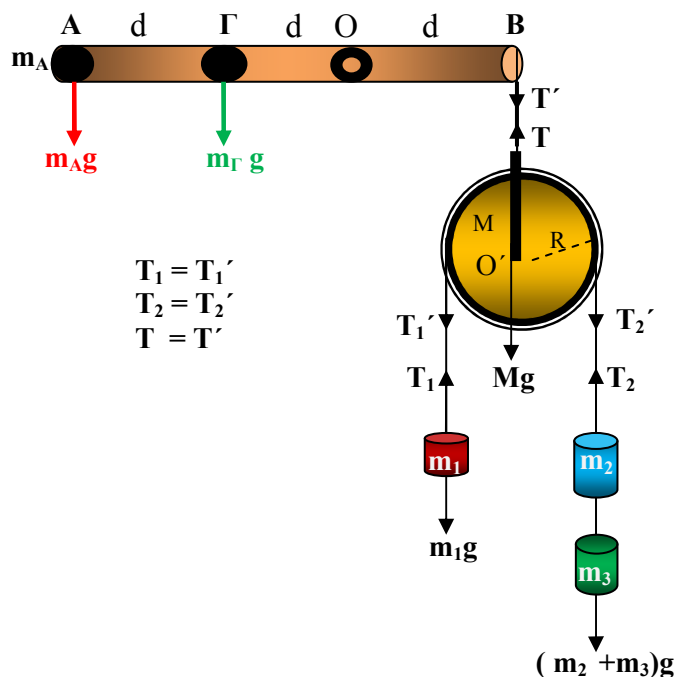 A d Γ d O d B
m_A
T´
T
m_Ag m_Γ g
M
R
O´
T₁ = T₁´
T₂ = T₂´
T = T´
T₁´ T₂´
T₁ Mg T₂
m₁ m₂
m₁g
m₃
( m₂ +m₃)g